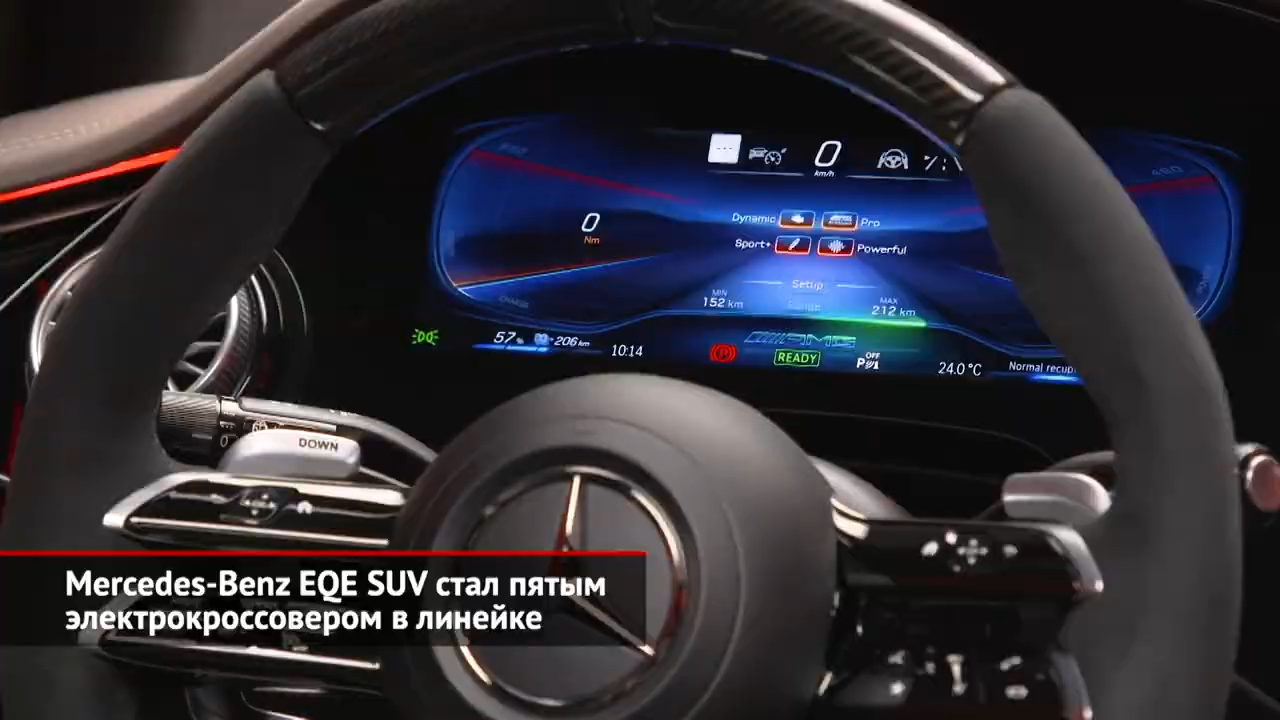 0
km/h
0
Nm
Dynamic
Pro
Sport+
Powerful
Setup
MIN
152 km
MAX
212 km
57 %
206 km
10:14
AMG
READY
OFF
P
24.0 °C
Normal recup
DOWN
Mercedes-Benz EQE SUV стал пятым
электрокроссовером в линейке